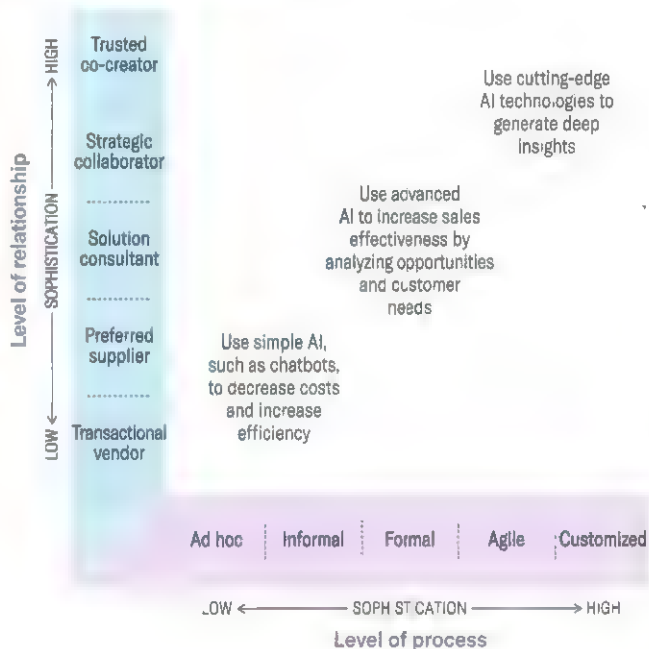 HIGH
SOPHISTICATION
LOW
Level of relationship
Trusted
co-creator
Strategic
collaborator
Solution
consultant
Preferred
supplier
Transactional
vendor
Use cutting-edge
AI technologies to
generate deep
insights
Use advanced
AI to increase sales
effectiveness by
analyzing opportunities
and customer
needs
Use simple AI,
such as chatbots,
to decrease costs
and increase
efficiency
Ad hoc Informal Formal Agile Customized
LOW SOPHISTICATION HIGH
Level of process